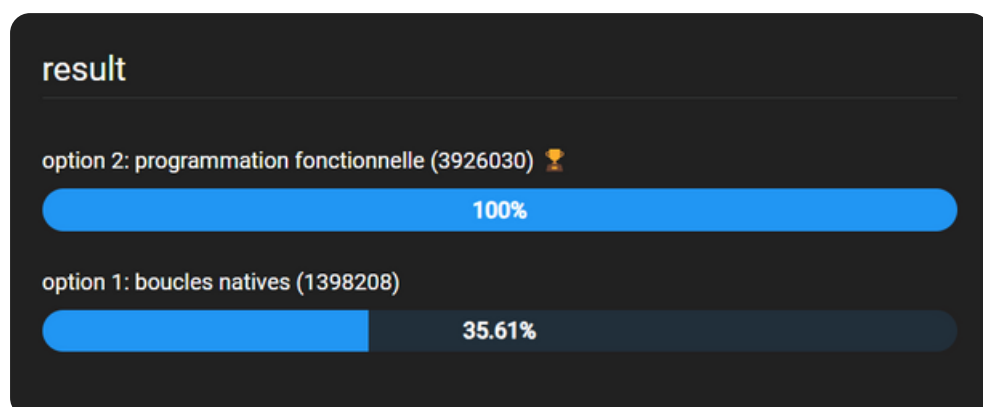 result
option 2: programmation fonctionnelle (3926030) 🏆
100%
option 1: boucles natives (1398208)
35.61%